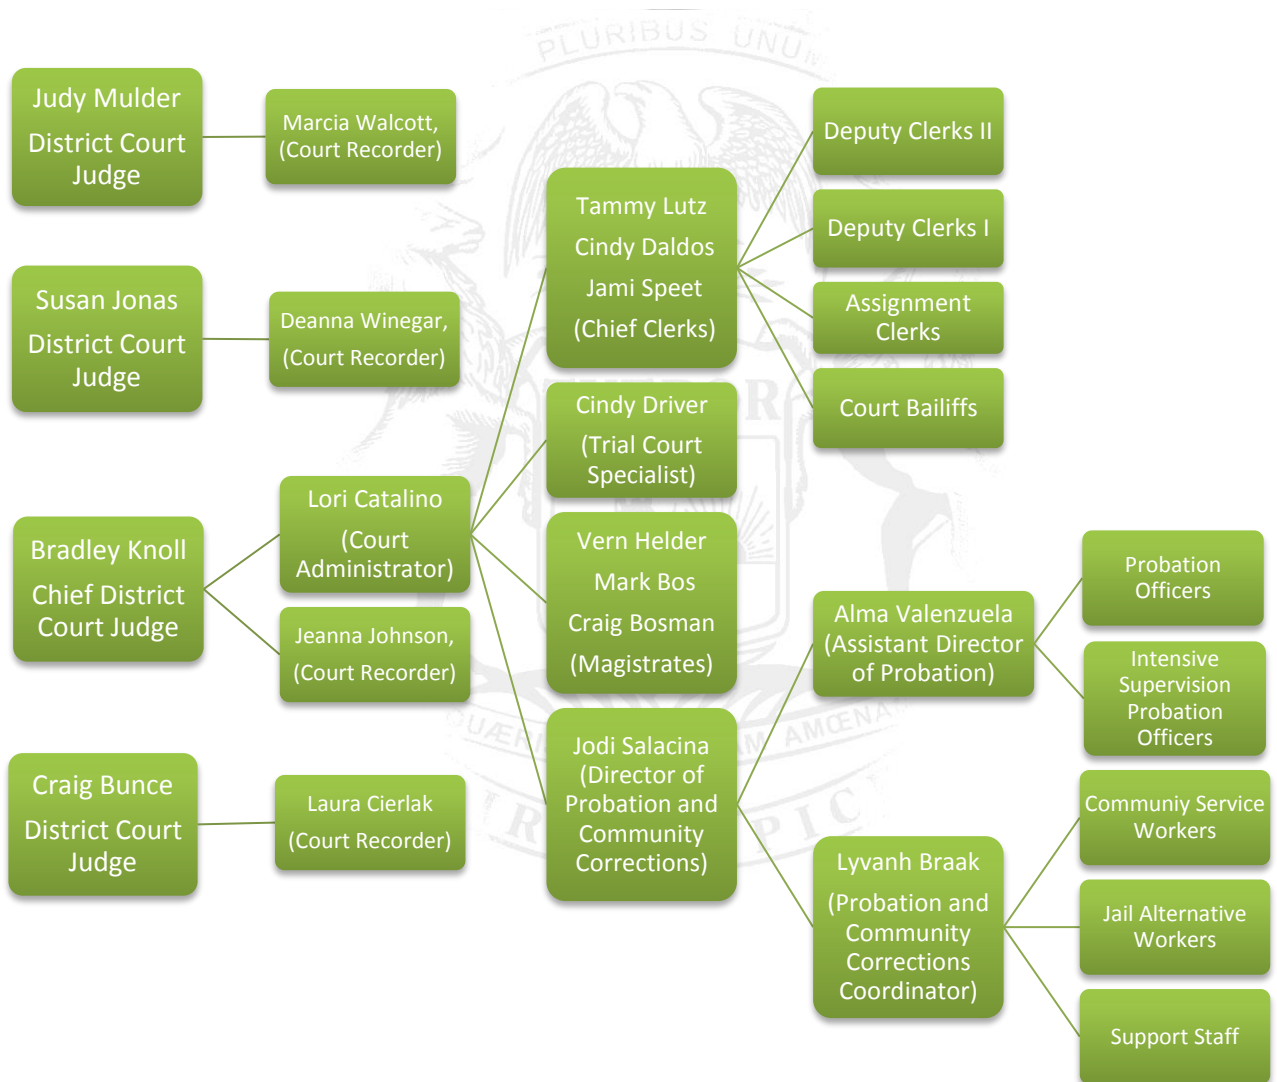 PLURIBUS UNUM
Judy Mulder
District Court
Judge
Marcia Walcott,
(Court Recorder)
Susan Jonas
District Court
Judge
Deanna Winegar,
(Court Recorder)
Bradley Knoll
Chief District
Court Judge
Lori Catalino
(Court
Administrator)
Jeanna Johnson,
(Court Recorder)
Craig Bunce
District Court
Judge
Laura Cierlak
(Court Recorder)
Tammy Lutz
Cindy Daldos
Jami Speet
(Chief Clerks)
Cindy Driver
(Trial Court
Specialist)
Vern Helder
Mark Bos
Craig Bosman
(Magistrates)
Jodi Salacina
(Director of
Probation and
Community
Corrections)
Deputy Clerks II
Deputy Clerks I
Assignment
Clerks
Court Bailiffs
Alma Valenzuela
(Assistant Director
of Probation)
Lyvanh Braak
(Probation and
Community
Corrections
Coordinator)
Probation
Officers
Intensive
Supervision
Probation
Officers
Communiy Service
Workers
Jail Alternative
Workers
Support Staff